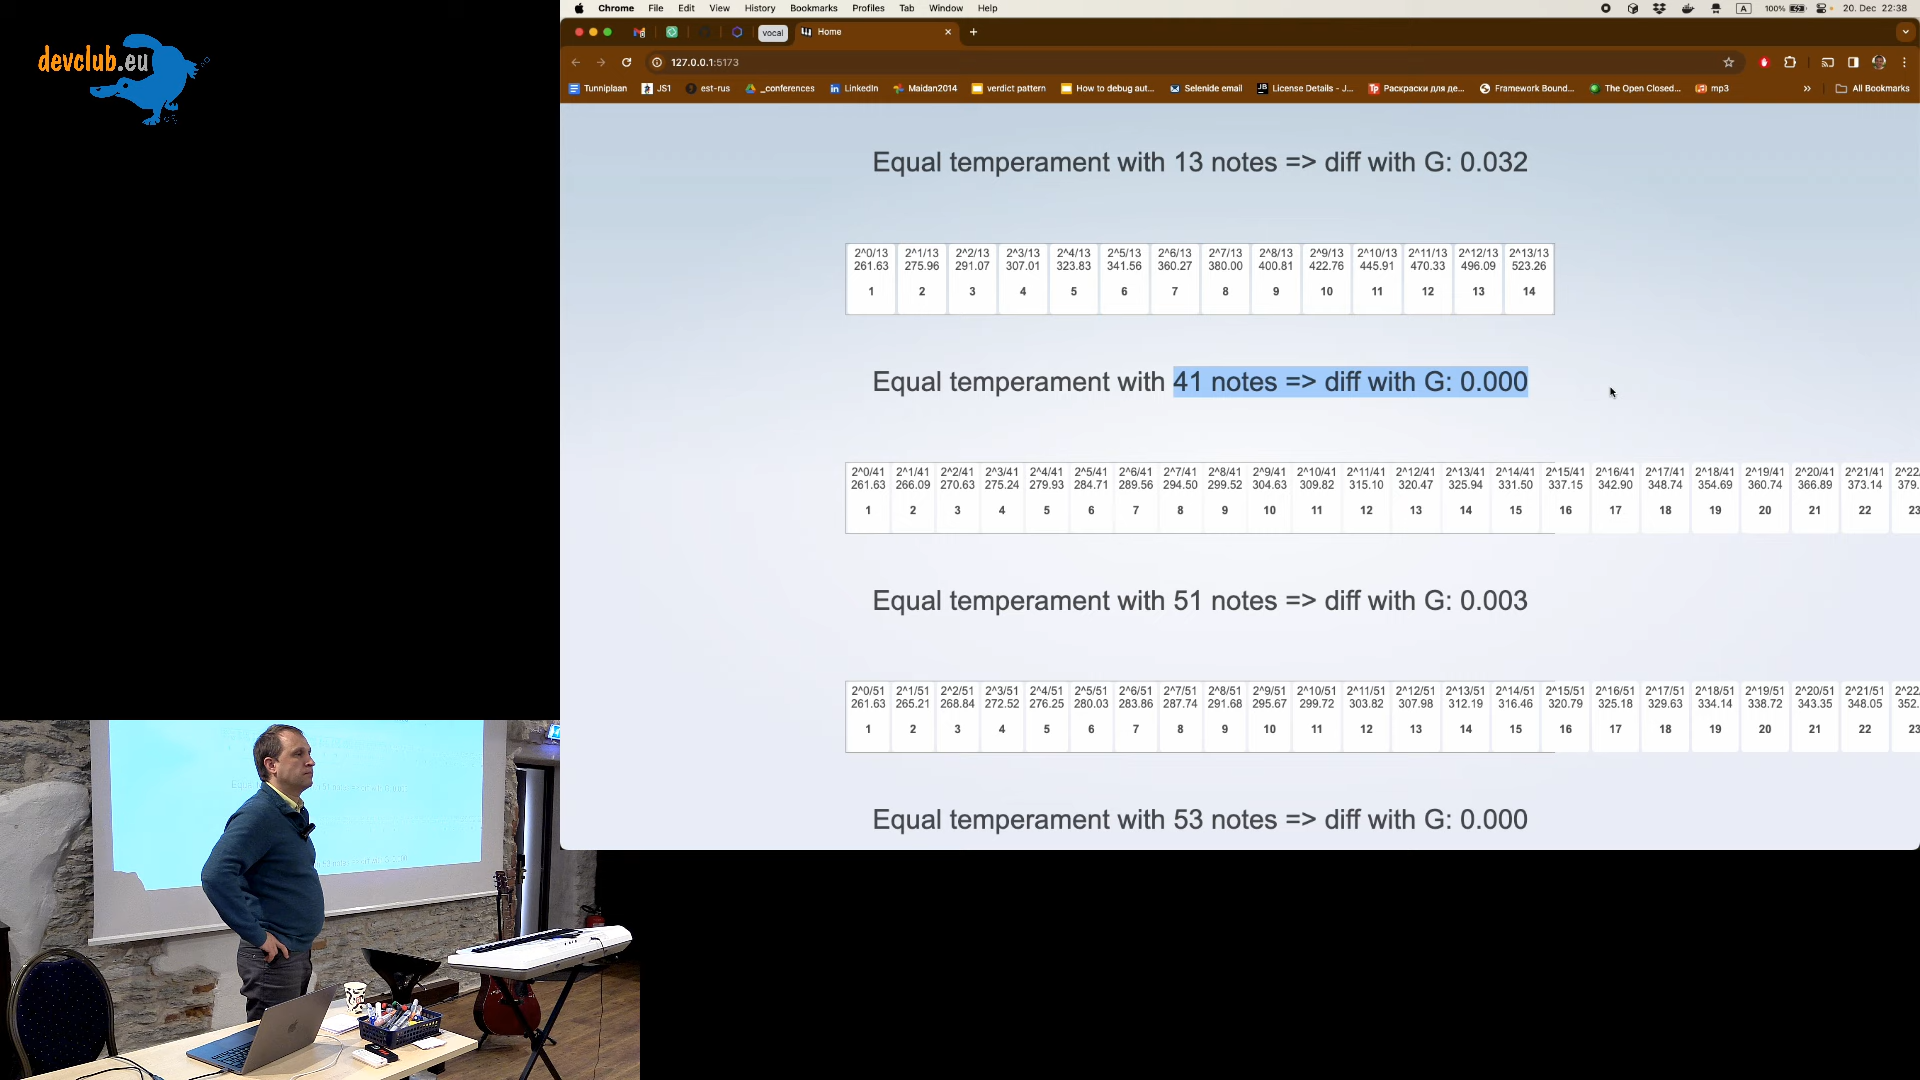 devclub.eu
Chrome File Edit View History Bookmarks Profiles Tab Window Help
A 100% 20. Dec 22:38
vocal Home
127.0.0.1:5173
Tunniplaan JS1 est-rus _conferences LinkedIn Maidan2014 verdict pattern How to debug aut... Selenide email License Details - J... Раскраски для де... Framework Bound... The Open Closed... mp3 » All Bookmarks
Equal temperament with 13 notes => diff with G: 0.032
2^0/13 2^1/13 2^2/13 2^3/13 2^4/13 2^5/13 2^6/13 2^7/13 2^8/13 2^9/13 2^10/13 2^11/13 2^12/13 2^13/13
261.63 275.96 291.07 307.01 323.83 341.56 360.27 380.00 400.81 422.76 445.91 470.33 496.09 523.26
1 2 3 4 5 6 7 8 9 10 11 12 13 14
Equal temperament with 41 notes => diff with G: 0.000
2^0/41 2^1/41 2^2/41 2^3/41 2^4/41 2^5/41 2^6/41 2^7/41 2^8/41 2^9/41 2^10/41 2^11/41 2^12/41 2^13/41 2^14/41 2^15/41 2^16/41 2^17/41 2^18/41 2^19/41 2^20/41 2^21/41 2^22
261.63 266.09 270.63 275.24 279.93 284.71 289.56 294.50 299.52 304.63 309.82 315.10 320.47 325.94 331.50 337.15 342.90 348.74 354.69 360.74 366.89 373.14 379.
1 2 3 4 5 6 7 8 9 10 11 12 13 14 15 16 17 18 19 20 21 22 23
Equal temperament with 51 notes => diff with G: 0.003
2^0/51 2^1/51 2^2/51 2^3/51 2^4/51 2^5/51 2^6/51 2^7/51 2^8/51 2^9/51 2^10/51 2^11/51 2^12/51 2^13/51 2^14/51 2^15/51 2^16/51 2^17/51 2^18/51 2^19/51 2^20/51 2^21/51 2^22
261.63 265.21 268.84 272.52 276.25 280.03 283.86 287.74 291.68 295.67 299.72 303.82 307.98 312.19 316.46 320.79 325.18 329.63 334.14 338.72 343.35 348.05 352.
1 2 3 4 5 6 7 8 9 10 11 12 13 14 15 16 17 18 19 20 21 22 23
Equal temperament with 53 notes => diff with G: 0.000